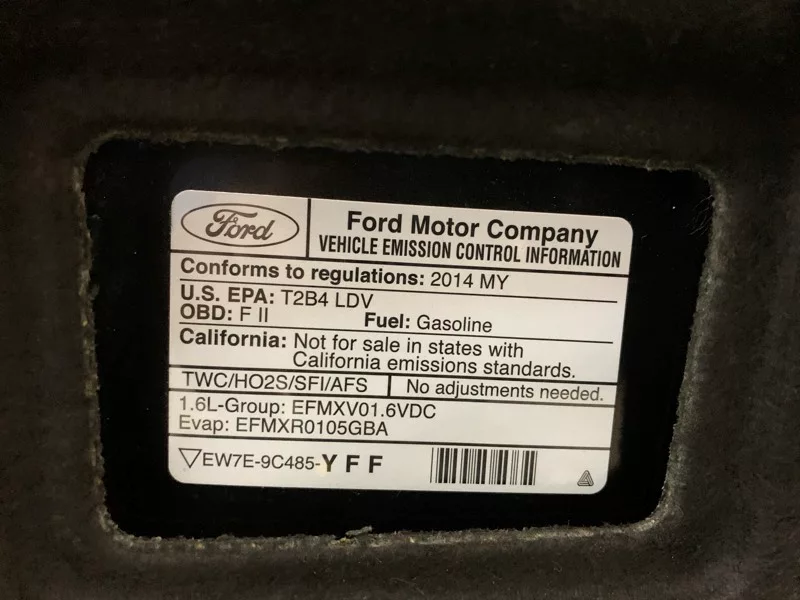 Ford
Ford Motor Company
VEHICLE EMISSION CONTROL INFORMATION
Conforms to regulations: 2014 MY
U.S. EPA: T2B4 LDV
OBD: F II Fuel: Gasoline
California: Not for sale in states with
California emissions standards.
TWC/HO2S/SFI/AFS No adjustments needed.
1.6L-Group: EFMXV01.6VDC
Evap: EFMXR0105GBA
EW7E-9C485-YFF